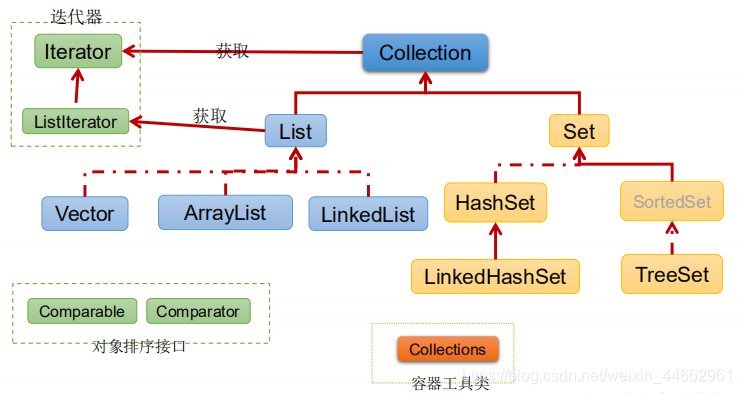 迭代器
Iterator
获取
Collection
ListIterator
获取
List
Set
Vector
ArrayList
LinkedList
HashSet
SortedSet
LinkedHashSet
TreeSet
Comparable
Comparator
对象排序接口
Collections
容器工具类
https://blog.csdn.net/weixin_44662961